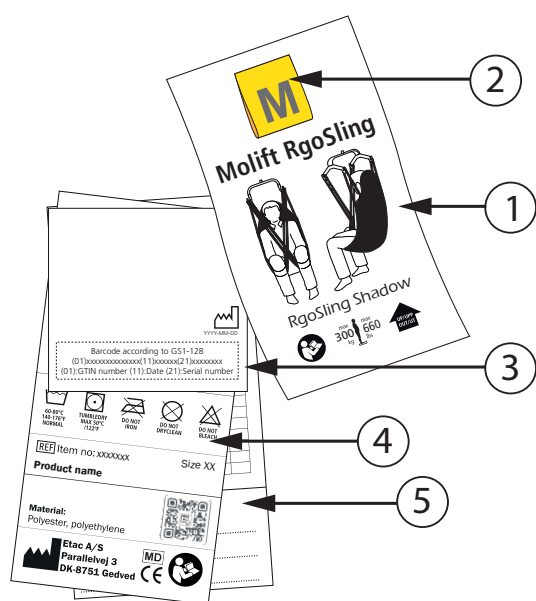 M
Molift RgoSling
RgoSling Shadow
max
300
kg
max
660
lbs
UP/OPP
OUT/UT
YYYY-MM-DD
Barcode according to GS1-128
(01)xxxxxxxxxxxxxx(11)xxxxxx(21)xxxxxxxx
(01):GTIN number (11):Date (21):Serial number
60-80°C
140-176°F
NORMAL
TUMBLEDRY
MAX 50°C
/122°F
DO NOT
IRON
DO NOT
DRYCLEAN
DO NOT
BLEACH
REF Item no: xxxxxxx
Size XX
Product name
Material:
Polyester, polyethylene
Etac A/S
Parallelvej 3
DK-8751 Gedved
MD
CE
2
1
3
4
5